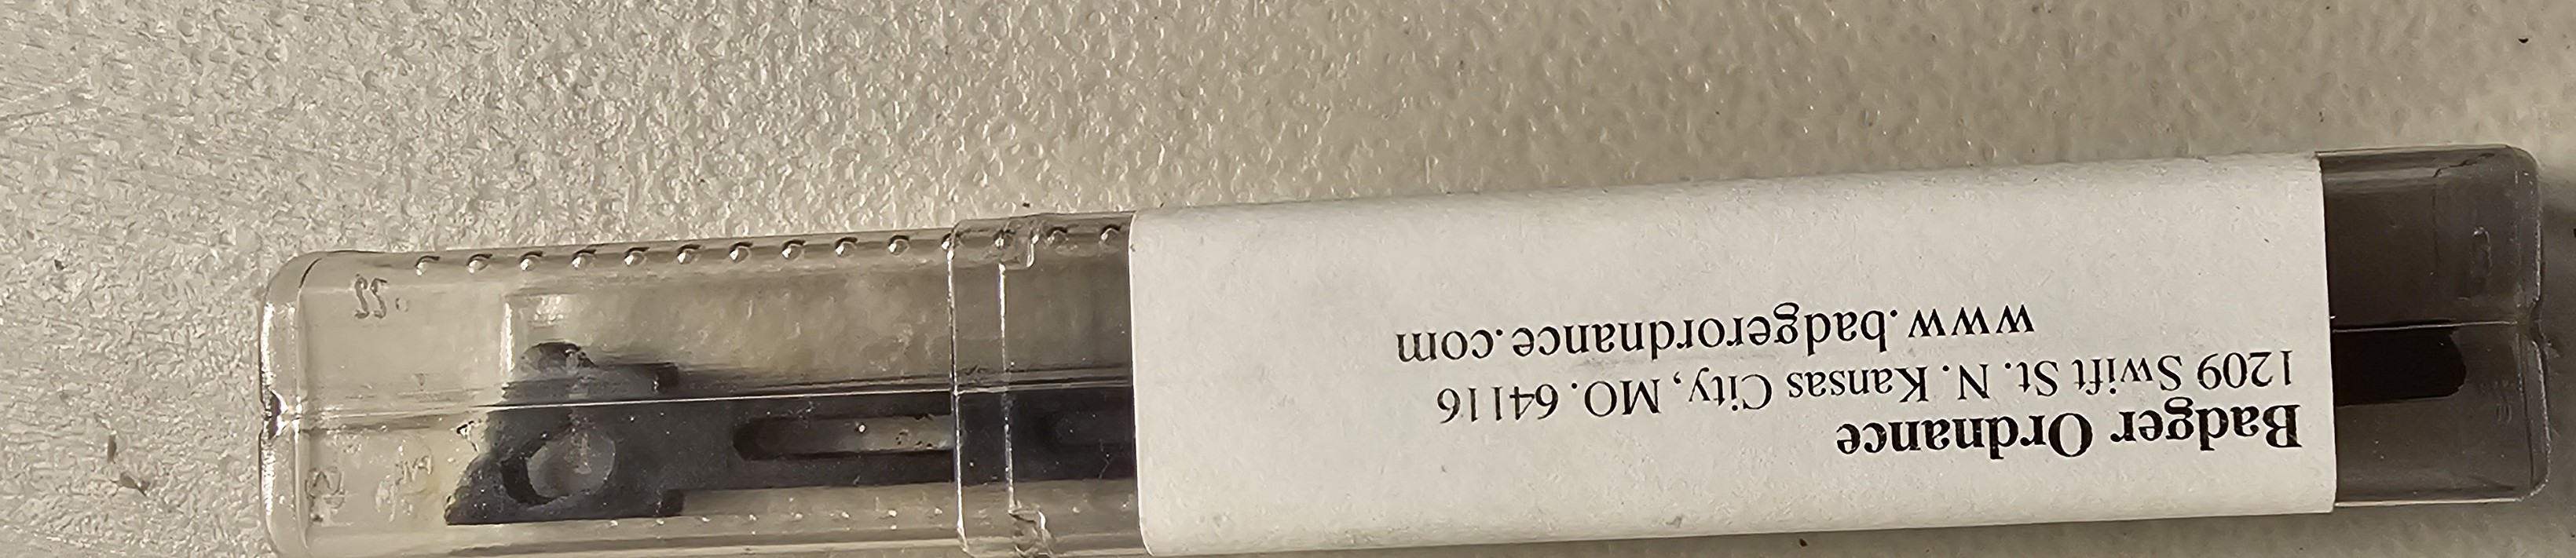 Badger Ordnance
1209 Swift St. N. Kansas City, MO. 64116
www.badgerordnance.com